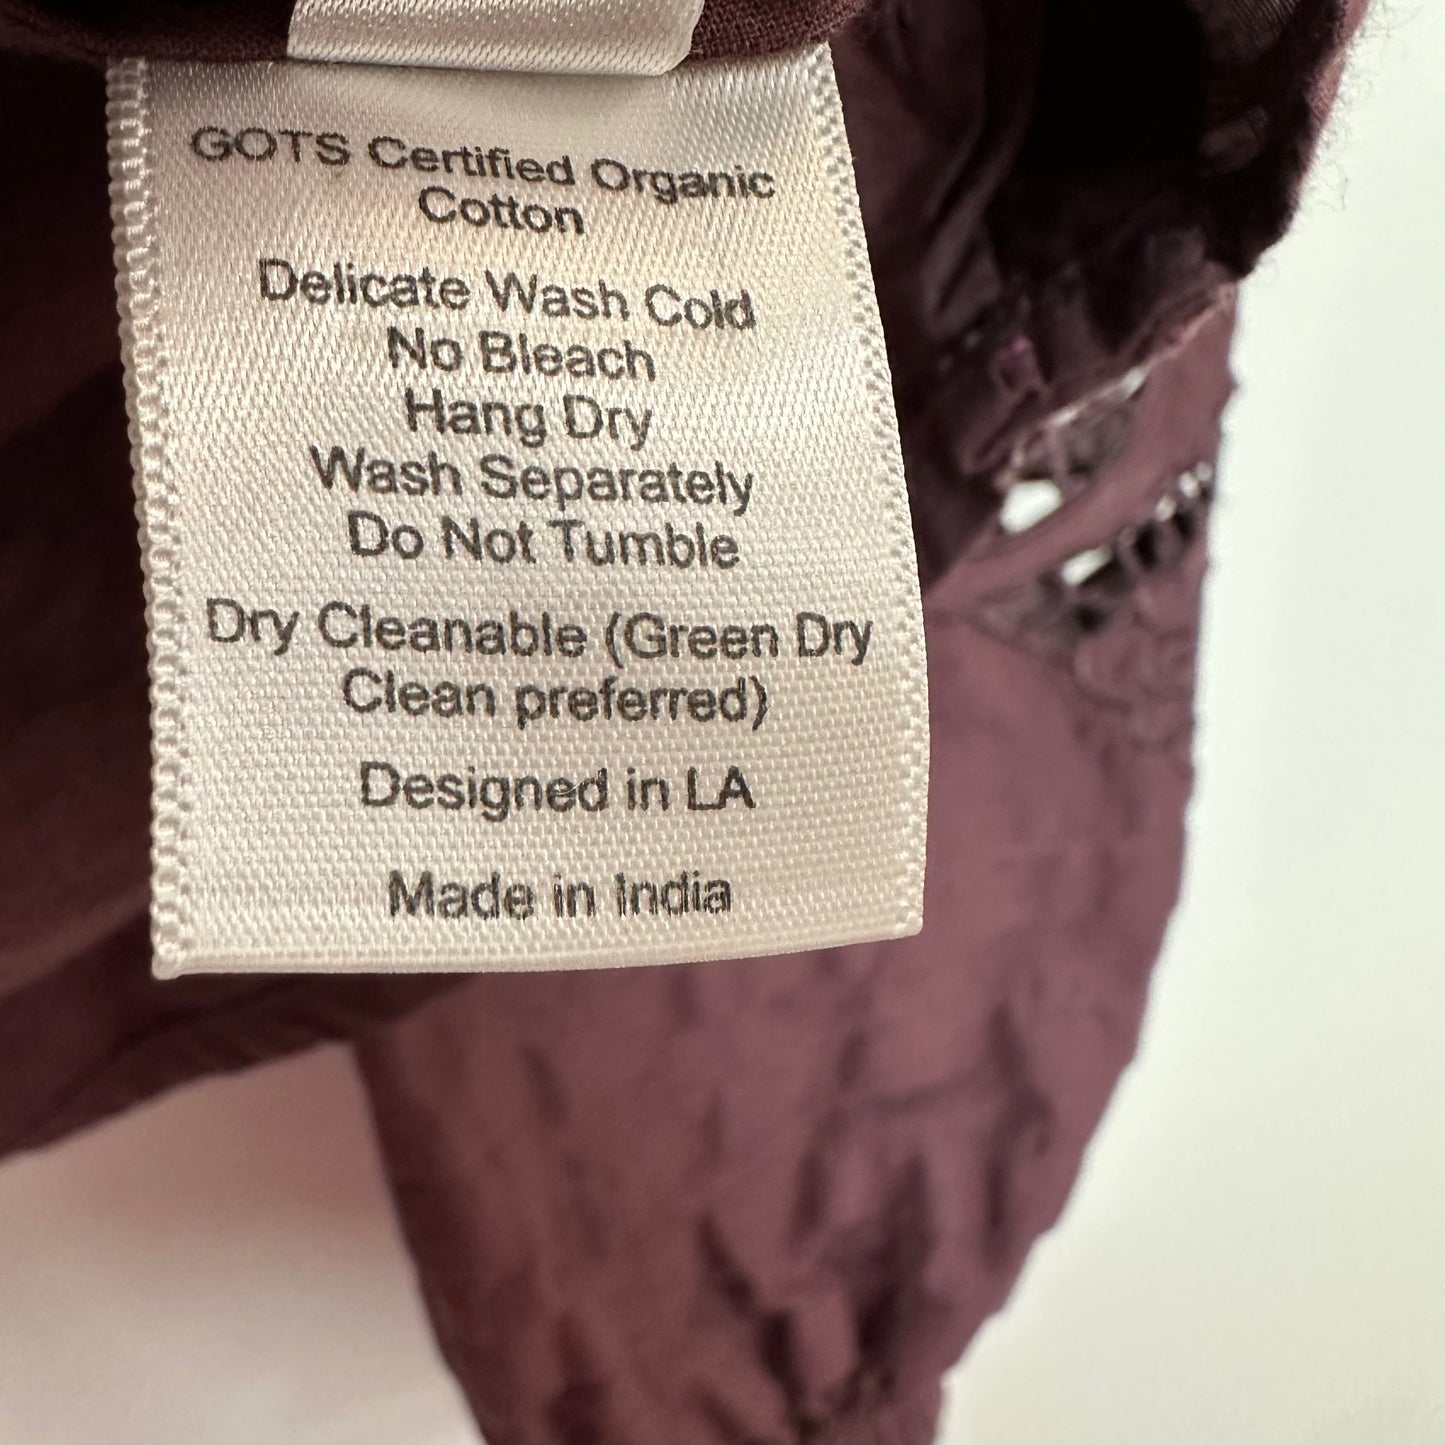 GOTS Certified Organic
Cotton
Delicate Wash Cold
No Bleach
Hang Dry
Wash Separately
Do Not Tumble
Dry Cleanable (Green Dry
Clean preferred)
Designed in LA
Made in India